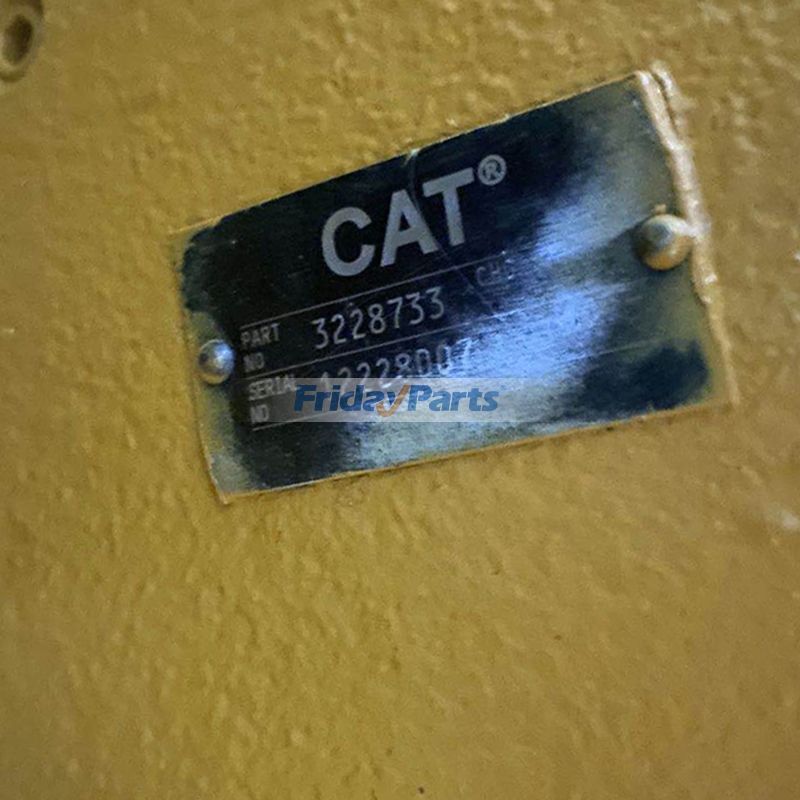 CAT®
PART NO 3228733
SERIAL NO
FridayParts